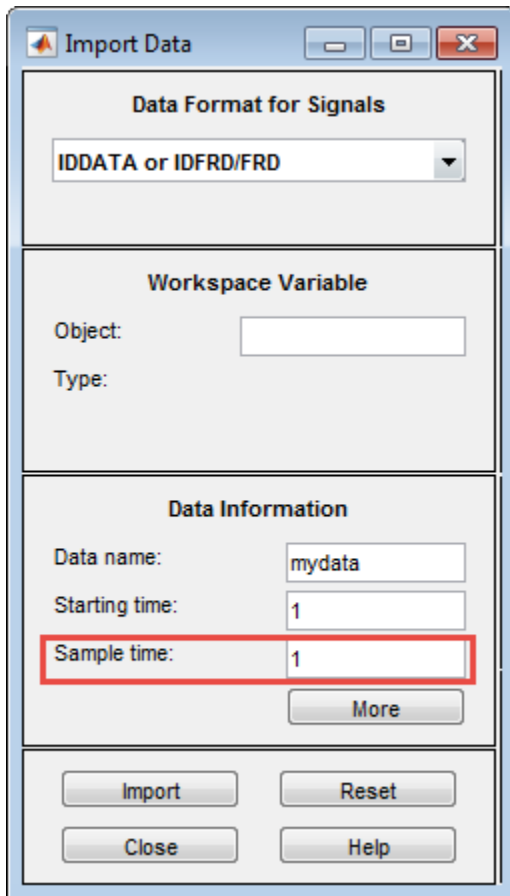 Import Data
Data Format for Signals
IDDATA or IDFRD/FRD
Workspace Variable
Object:
Type:
Data Information
Data name: mydata
Starting time: 1
Sample time: 1
More
Import Reset
Close Help